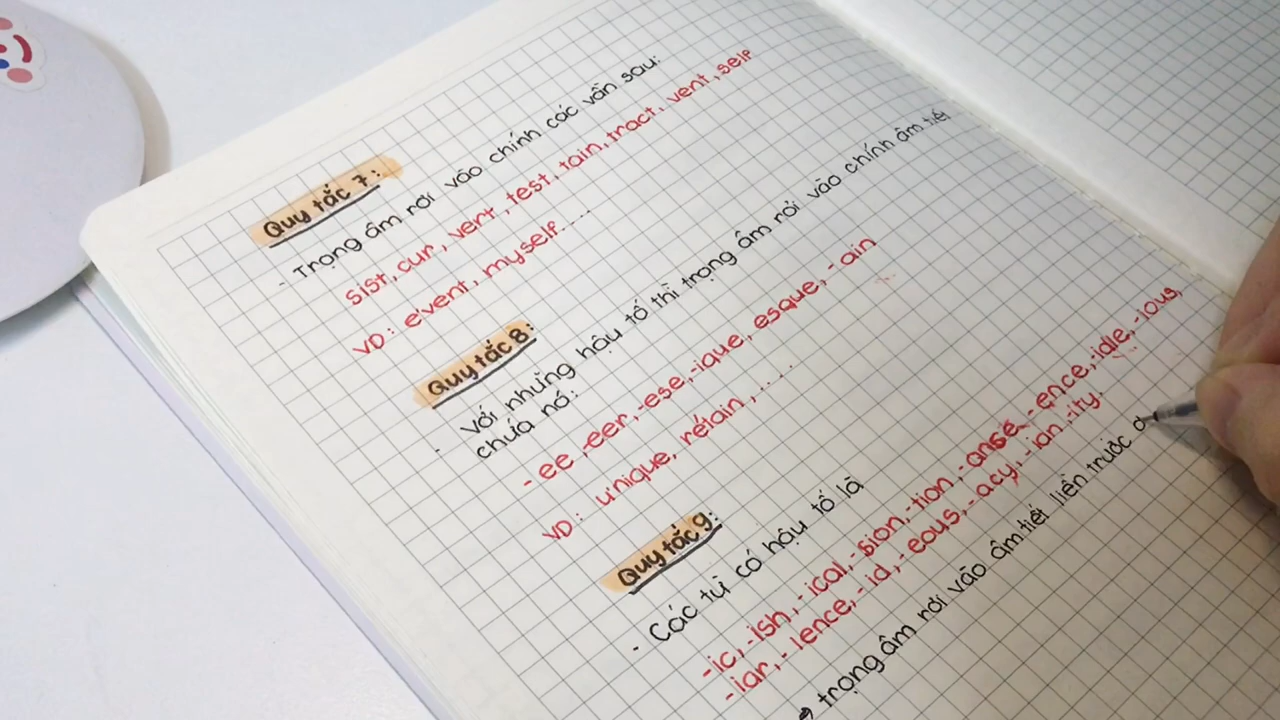 Quy tắc 7:
- Trọng âm rơi vào chính các vần sau:
sist, cur, vert, test, tain, tract, vent, self
VD: e'vent, my'self. ...
Quy tắc 8:
- Với những hậu tố thì trọng âm rơi vào chính âm tiết
chứa nó:
- ee, -eer, -ese, -ique, esque, -ain
VD: u'nique, re'tain, ....
Quy tắc 9:
- Các từ có hậu tố là
-ic, -ish, -ical, -sion, -tion, -anse, -ence, -idle, -ious,
-iar, -ience, -id, -eous, -acy, -ian, -ity
trọng âm rơi vào âm tiết liền trước